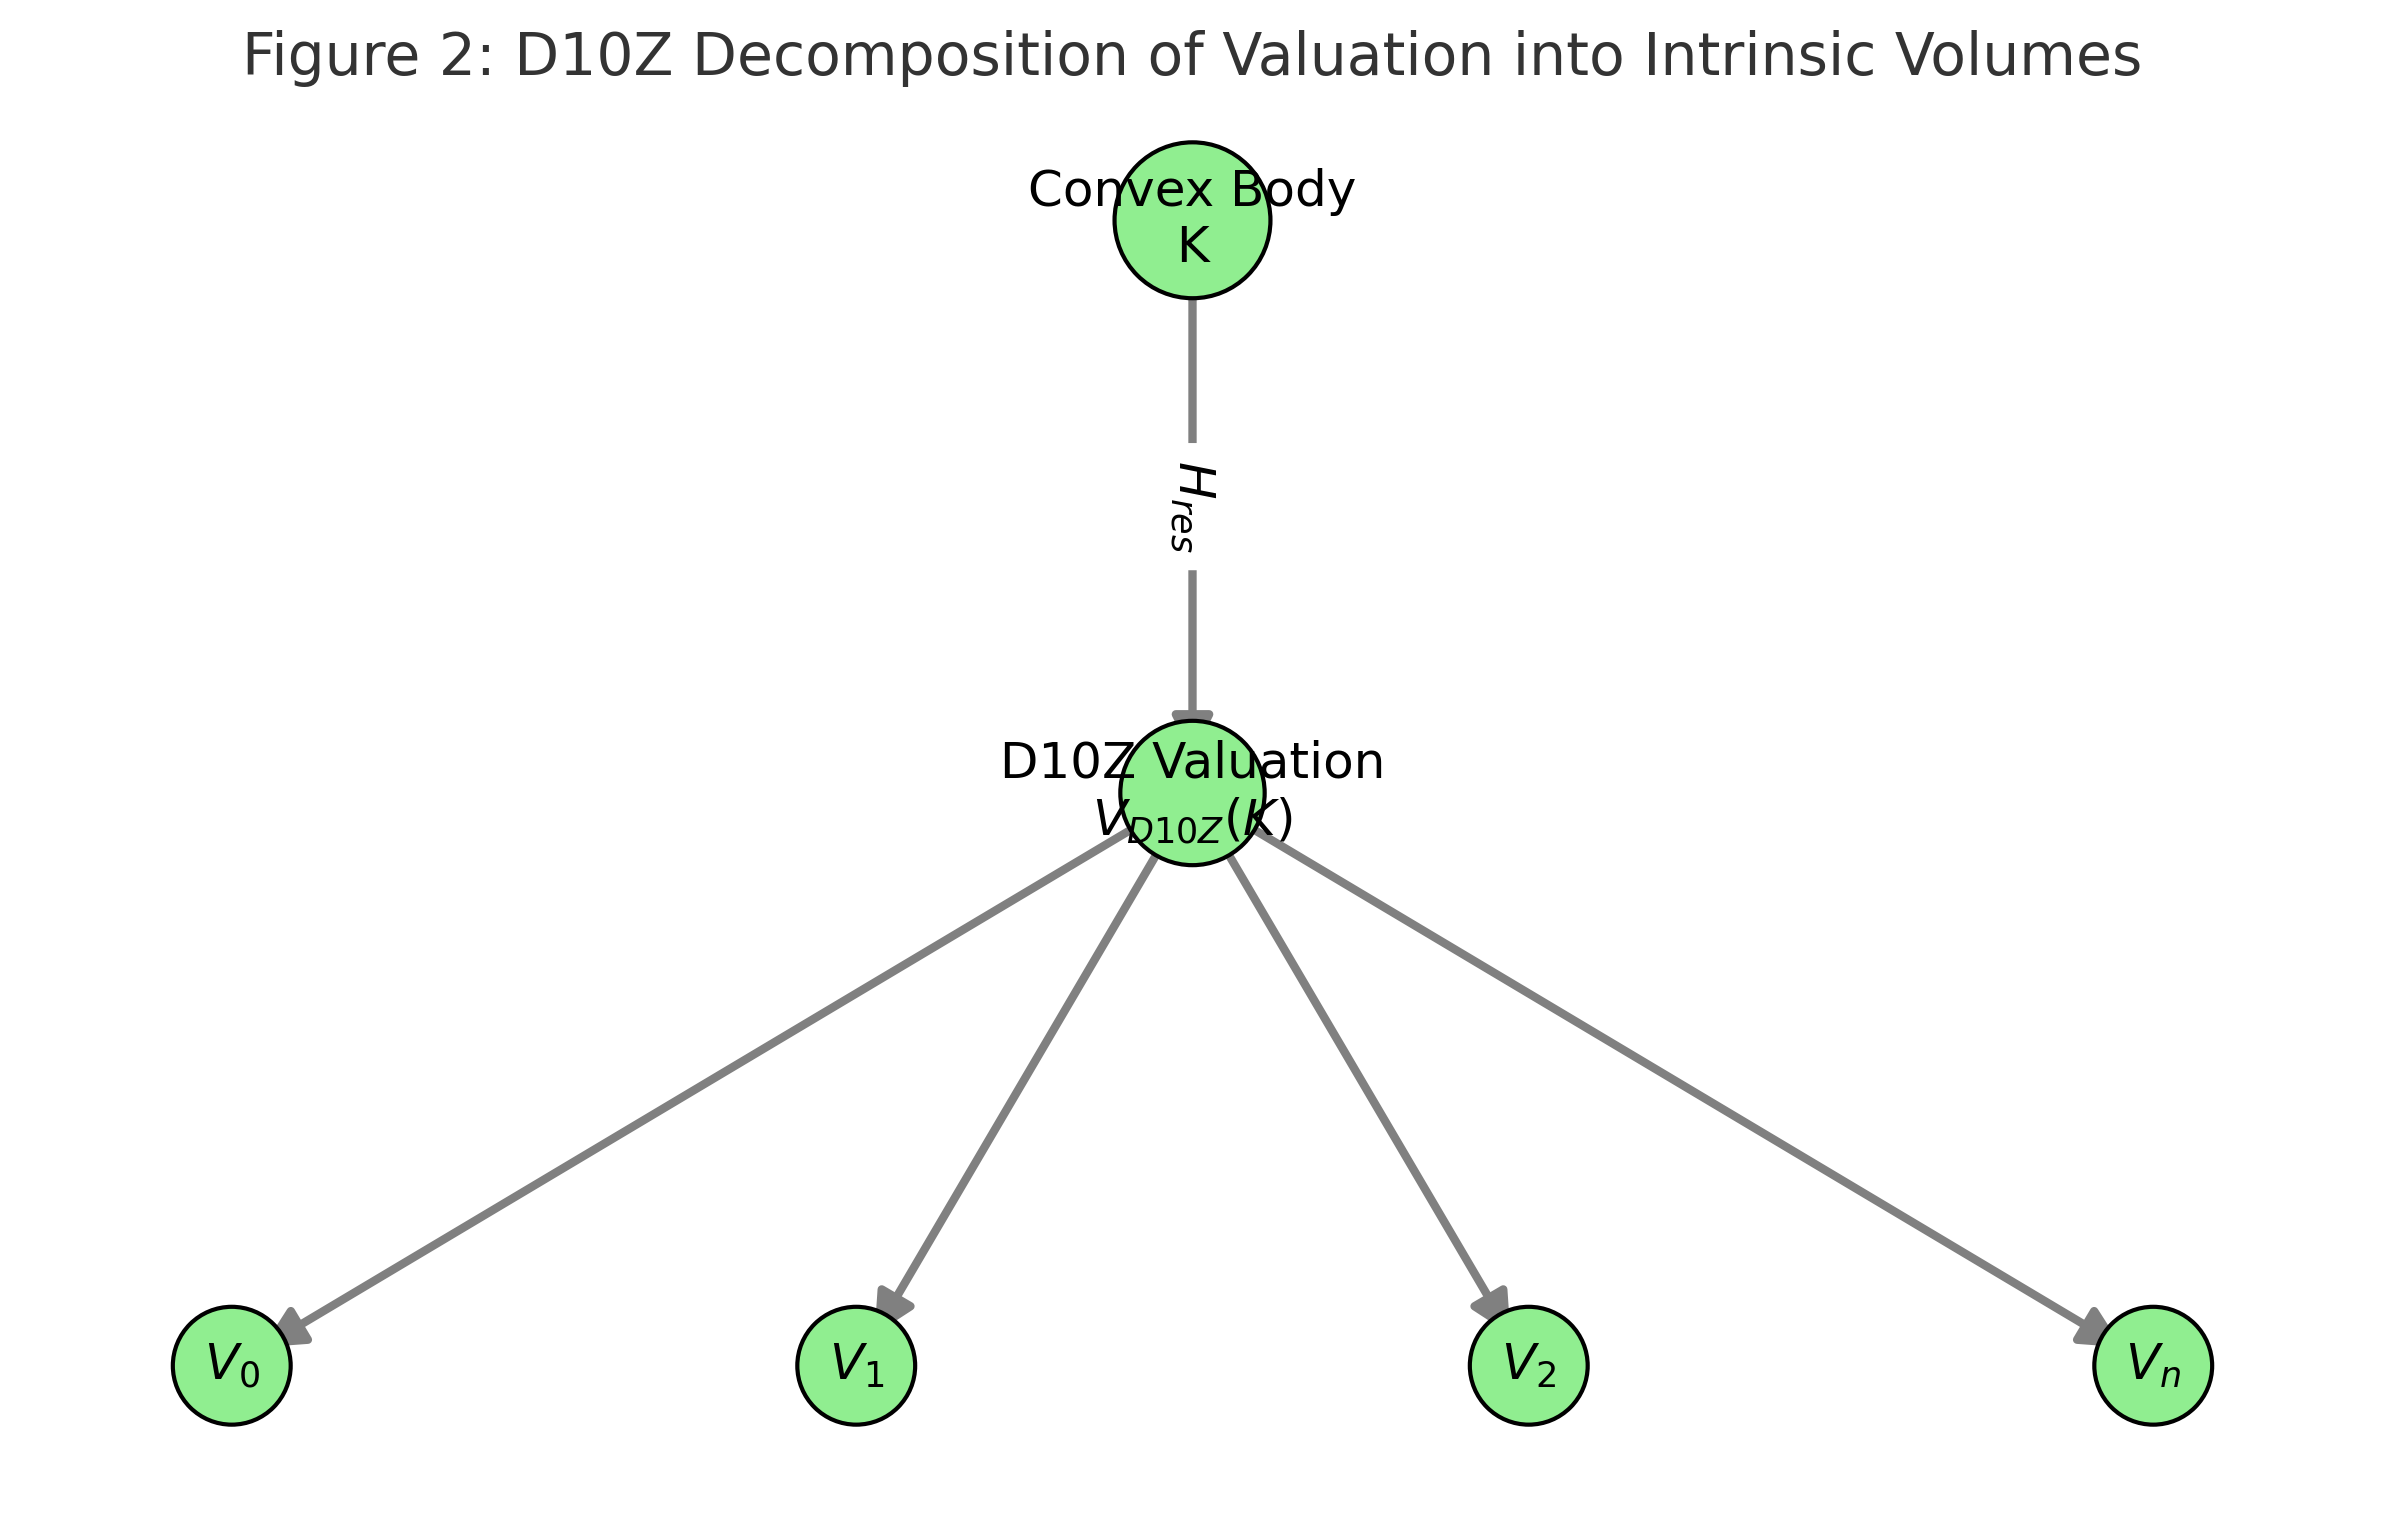 Figure 2: D10Z Decomposition of Valuation into Intrinsic Volumes
Convex Body
K
H_{res}
D10Z Valuation
V_{D10Z}(K)
V_0
V_1
V_2
V_n